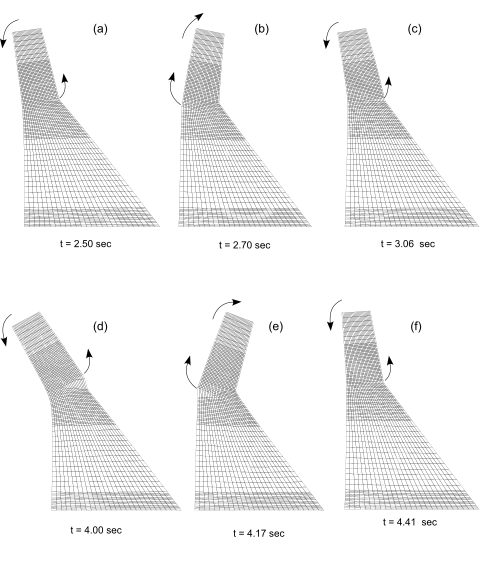 (a) (b) (c)
t = 2.50 sec t = 2.70 sec t = 3.06 sec
(d) (e) (f)
t = 4.00 sec t = 4.17 sec t = 4.41 sec